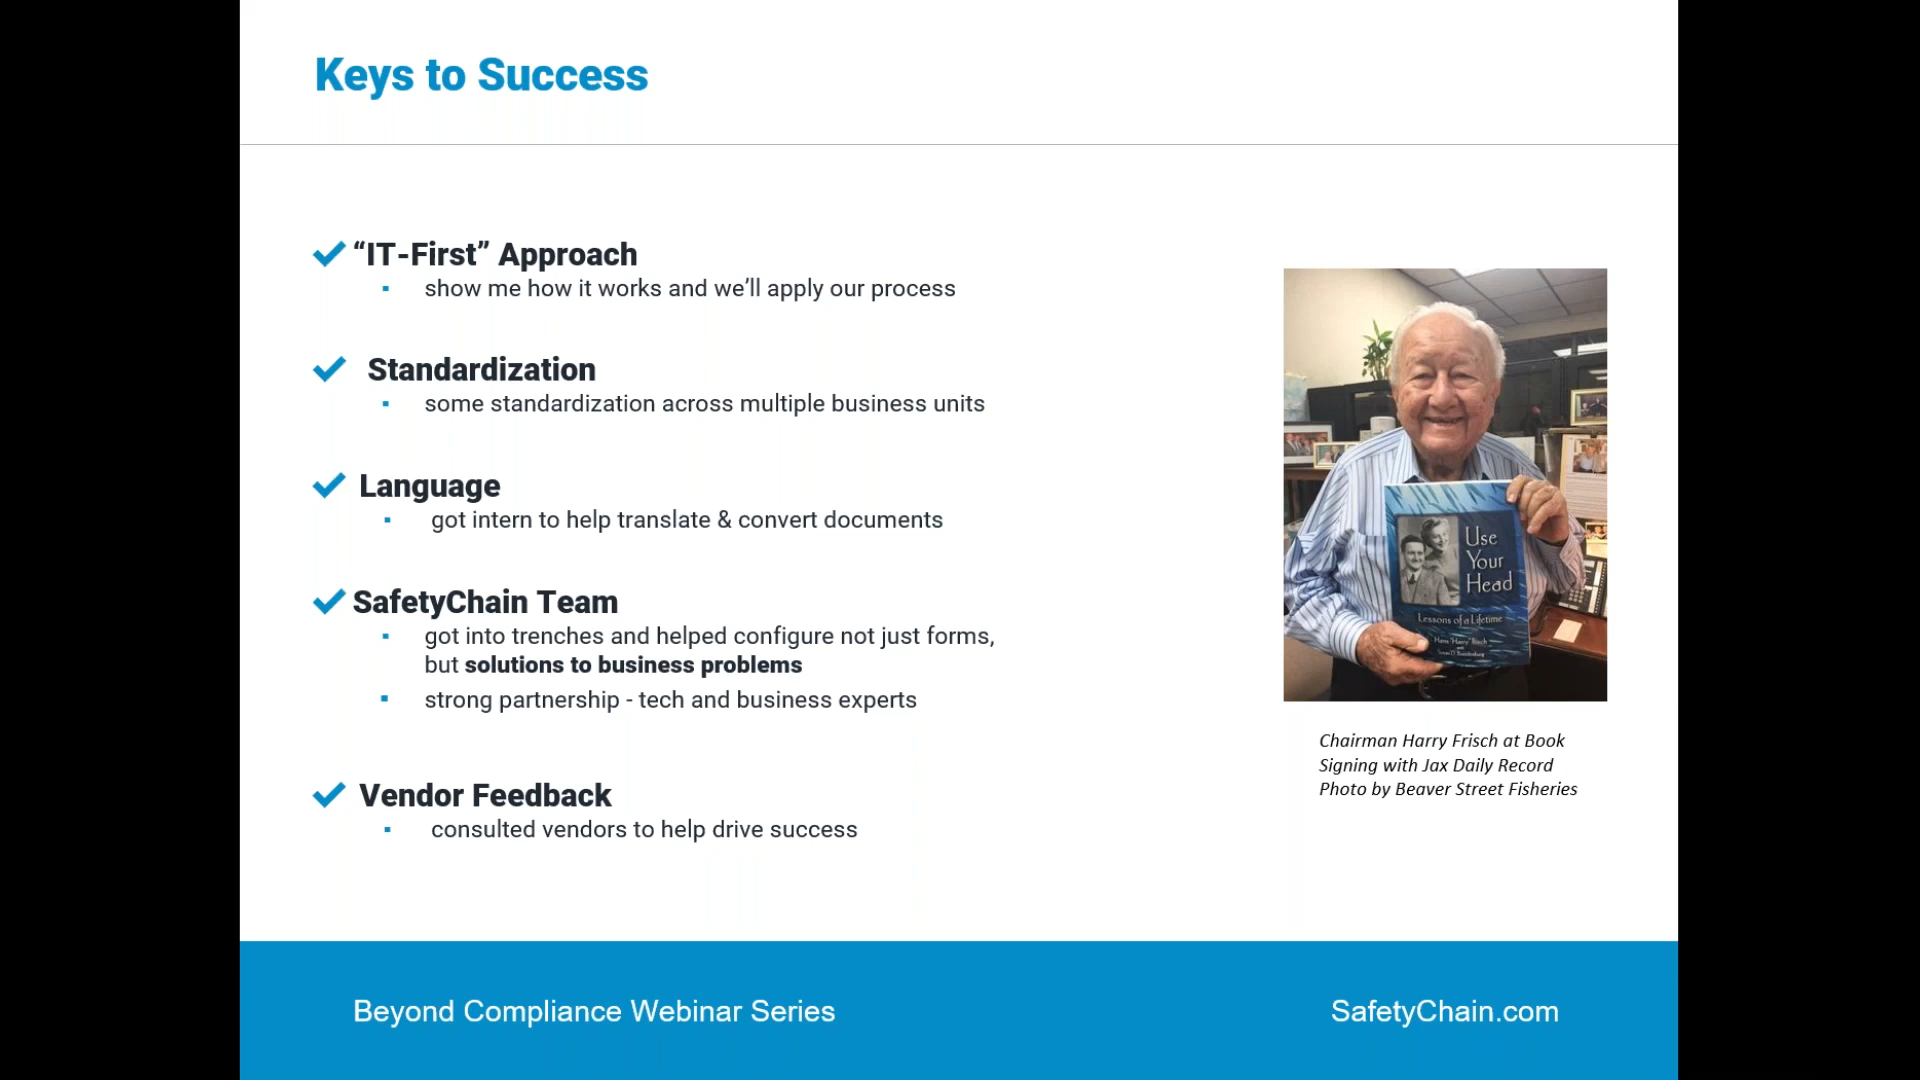 Keys to Success
“IT-First” Approach
▪ show me how it works and we’ll apply our process
Standardization
▪ some standardization across multiple business units
Language
▪ got intern to help translate & convert documents
SafetyChain Team
▪ got into trenches and helped configure not just forms,
but solutions to business problems
▪ strong partnership - tech and business experts
Vendor Feedback
▪ consulted vendors to help drive success
Use
Your
Head
Lessons of a Lifetime
Chairman Harry Frisch at Book
Signing with Jax Daily Record
Photo by Beaver Street Fisheries
Beyond Compliance Webinar Series
SafetyChain.com